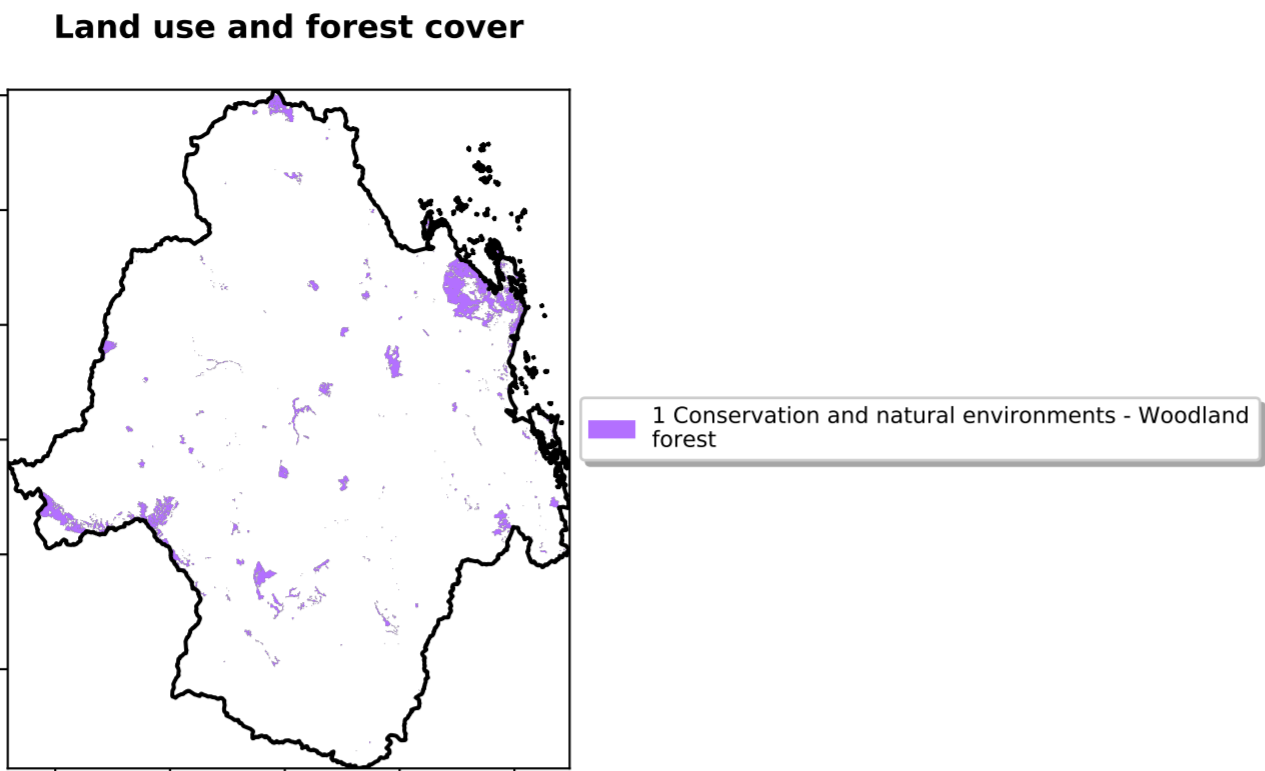 Land use and forest cover
1 Conservation and natural environments - Woodland
forest